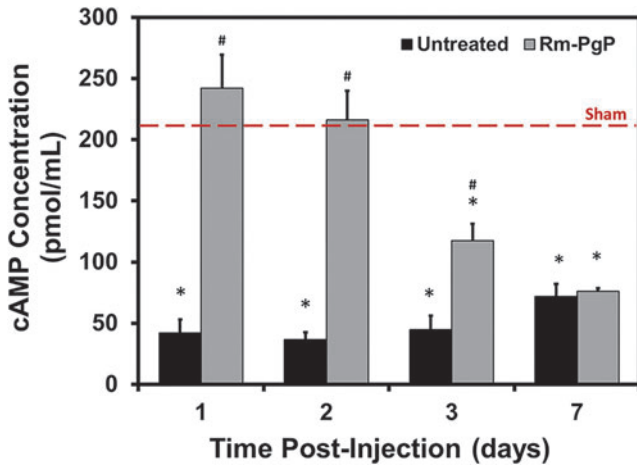 300
250
200
150
100
50
0
cAMP Concentration
(pmol/mL)
Untreated Rm-PgP
Sham
#
#
#
*
*
*
*
*
*
1 2 3 7
Time Post-Injection (days)